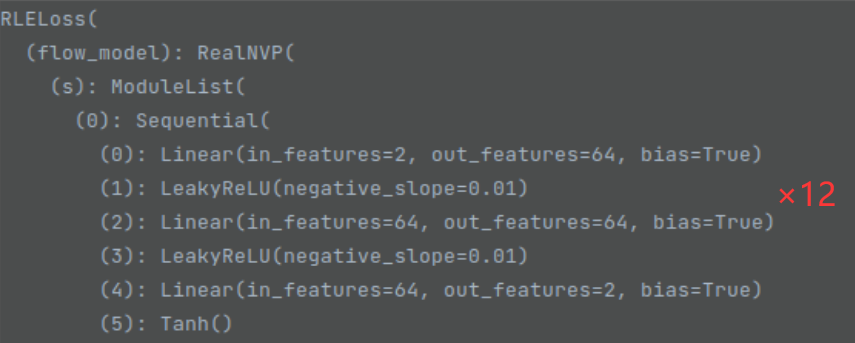 RLELoss(
(flow_model): RealNVP(
(s): ModuleList(
(0): Sequential(
(0): Linear(in_features=2, out_features=64, bias=True)
(1): LeakyReLU(negative_slope=0.01)
×12
(2): Linear(in_features=64, out_features=64, bias=True)
(3): LeakyReLU(negative_slope=0.01)
(4): Linear(in_features=64, out_features=2, bias=True)
(5): Tanh()